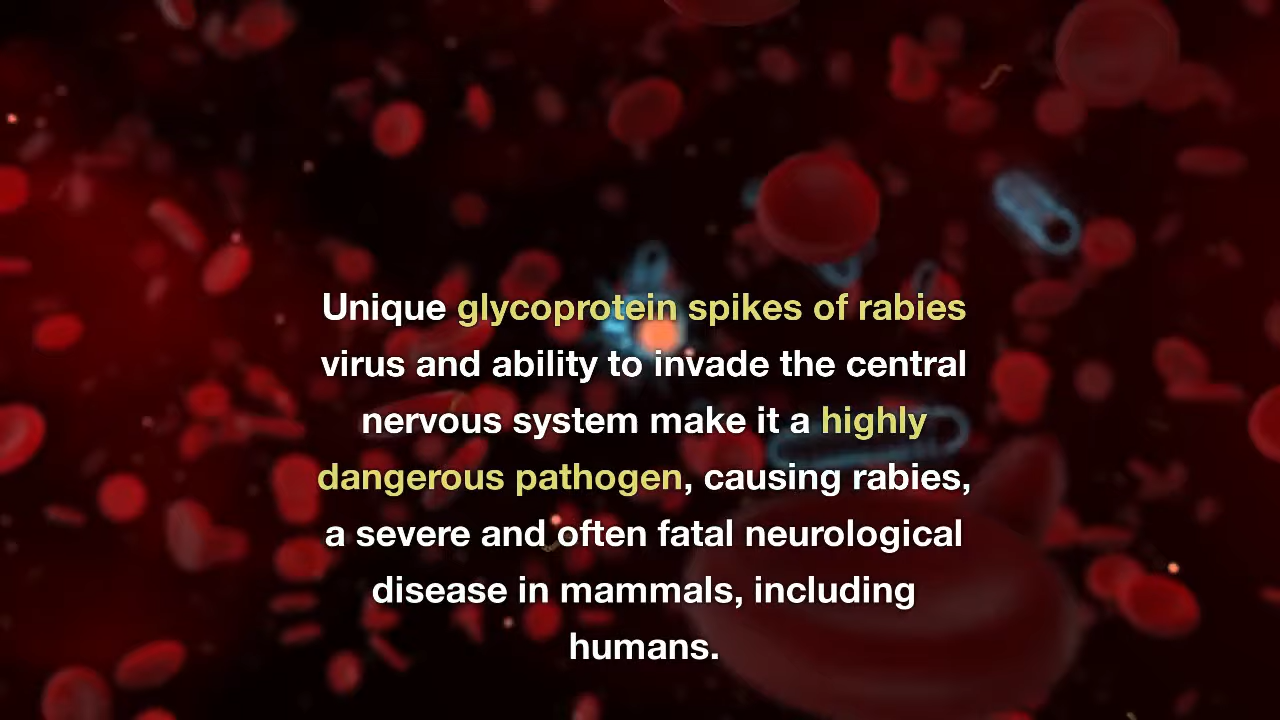 Unique glycoprotein spikes of rabies
virus and ability to invade the central
nervous system make it a highly
dangerous pathogen, causing rabies,
a severe and often fatal neurological
disease in mammals, including
humans.